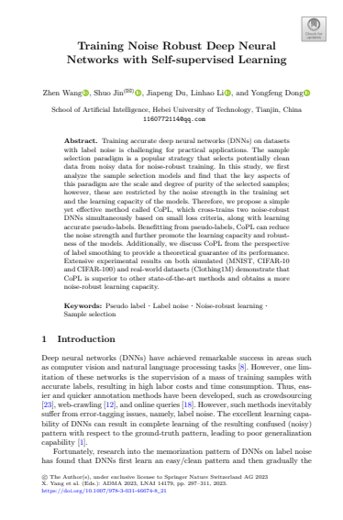 Check for
updates
Training Noise Robust Deep Neural
Networks with Self-supervised Learning
Zhen Wang, Shuo Jin(✉), Jiapeng Du, Linhao Li, and Yongfeng Dong
School of Artificial Intelligence, Hebei University of Technology, Tianjin, China
1160772114@qq.com
Abstract. Training accurate deep neural networks (DNNs) on datasets
with label noise is challenging for practical applications. The sample
selection paradigm is a popular strategy that selects potentially clean
data from noisy data for noise-robust training. In this study, we first
analyze the sample selection models and find that the key aspects of
this paradigm are the scale and degree of purity of the selected samples;
however, these are restricted by the noise strength in the training set
and the learning capacity of the models. Therefore, we propose a simple
yet effective method called CoPL, which cross-trains two noise-robust
DNNs simultaneously based on small loss criteria, along with learning
accurate pseudo-labels. Benefitting from pseudo-labels, CoPL can reduce
the noise strength and further promote the learning capacity and robust-
ness of the models. Additionally, we discuss CoPL from the perspective
of label smoothing to provide a theoretical guarantee of its performance.
Extensive experimental results on both simulated (MNIST, CIFAR-10
and CIFAR-100) and real-world datasets (Clothing1M) demonstrate that
CoPL is superior to other state-of-the-art methods and obtains a more
noise-robust learning capacity.
Keywords: Pseudo label · Label noise · Noise-robust learning ·
Sample selection
1 Introduction
Deep neural networks (DNNs) have achieved remarkable success in areas such
as computer vision and natural language processing tasks [8]. However, one lim-
itation of these networks is the supervision of a mass of training samples with
accurate labels, resulting in high labor costs and time consumption. Thus, eas-
ier and quicker annotation methods have been developed, such as crowdsourcing
[23], web-crawling [12], and online queries [18]. However, such methods inevitably
suffer from error-tagging issues, namely, label noise. The excellent learning capa-
bility of DNNs can result in complete learning of the resulting confused (noisy)
pattern with respect to the ground-truth pattern, leading to poor generalization
capability [1].
Fortunately, research into the memorization pattern of DNNs on label noise
has found that DNNs first learn an easy/clean pattern and then gradually the
© The Author(s), under exclusive license to Springer Nature Switzerland AG 2023
X. Yang et al. (Eds.): ADMA 2023, LNAI 14179, pp. 297–311, 2023.
https://doi.org/10.1007/978-3-031-46674-8_21